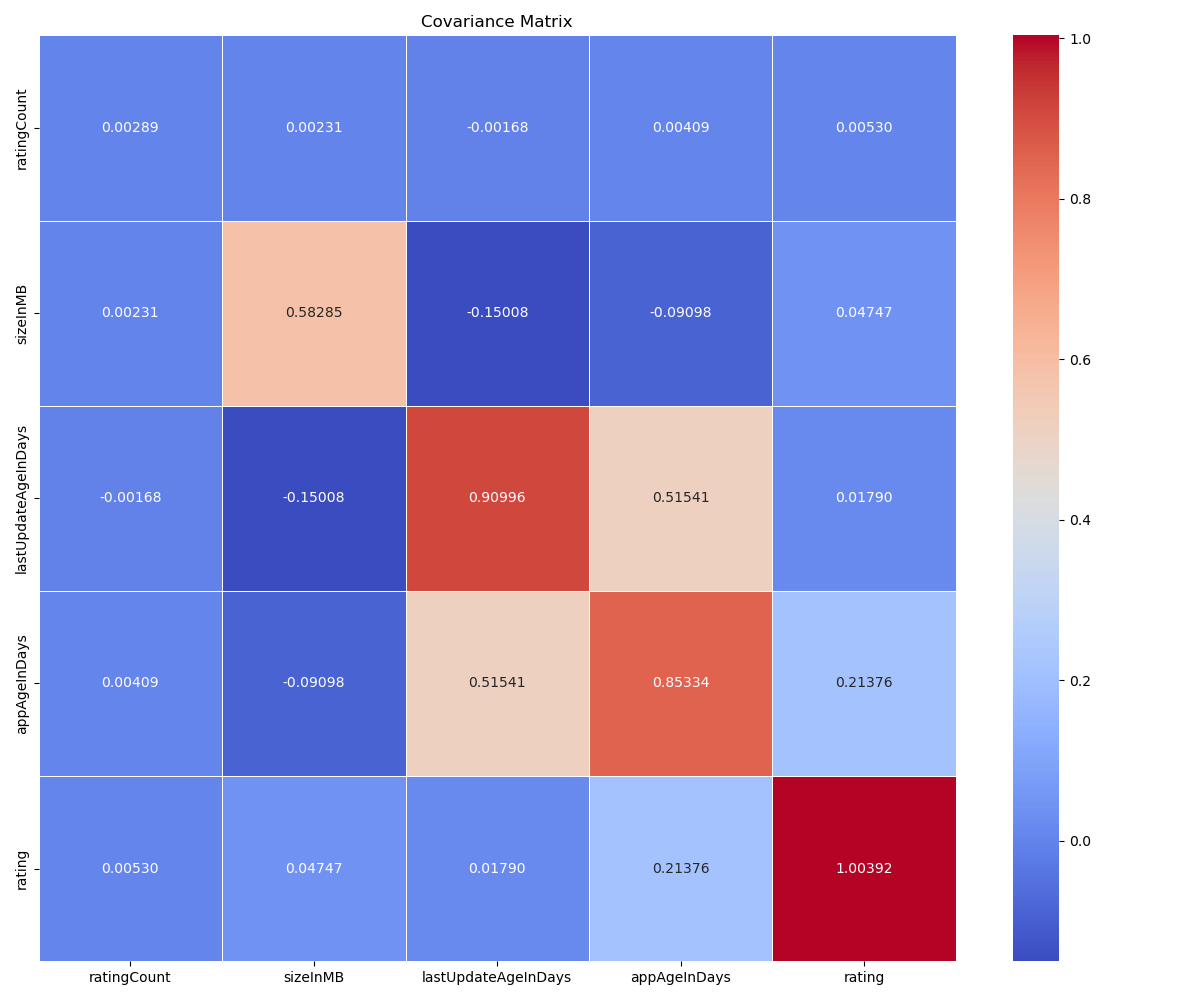 Covariance Matrix
ratingCount 0.00289 0.00231 -0.00168 0.00409 0.00530
sizeInMB 0.00231 0.58285 -0.15008 -0.09098 0.04747
lastUpdateAgeInDays -0.00168 -0.15008 0.90996 0.51541 0.01790
appAgeInDays 0.00409 -0.09098 0.51541 0.85334 0.21376
rating 0.00530 0.04747 0.01790 0.21376 1.00392
ratingCount sizeInMB lastUpdateAgeInDays appAgeInDays rating
1.0
0.8
0.6
0.4
0.2
0.0